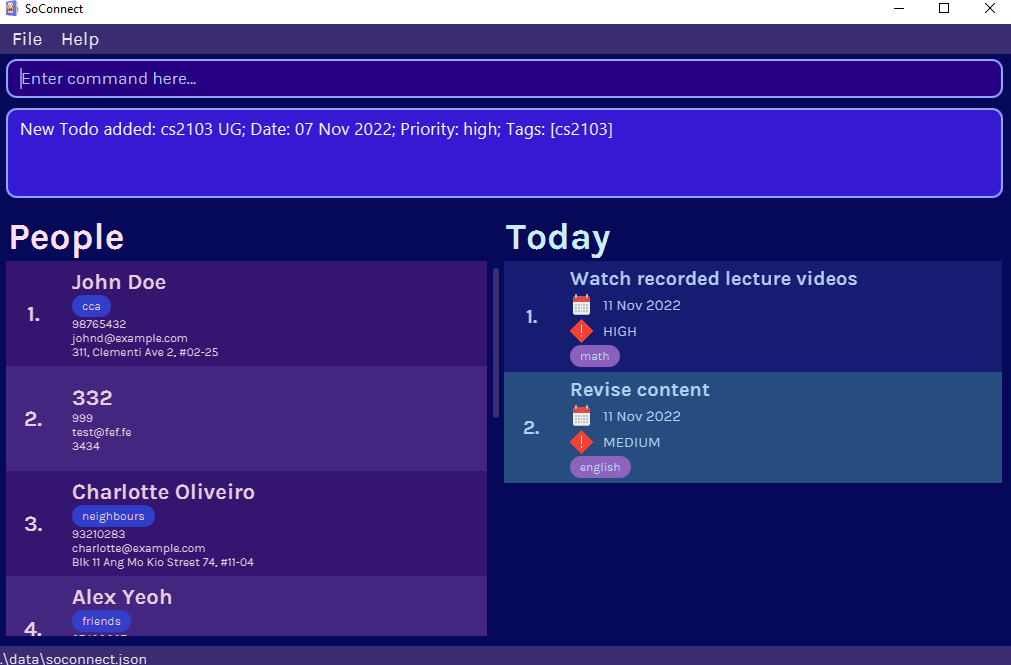 SoConnect
File Help
Enter command here...
New Todo added: cs2103 UG; Date: 07 Nov 2022; Priority: high; Tags: [cs2103]
People
1.
John Doe
cca
98765432
johnd@example.com
311, Clementi Ave 2, #02-25
2.
332
999
test@fef.fe
3434
3.
Charlotte Oliveiro
neighbours
93210283
charlotte@example.com
Blk 11 Ang Mo Kio Street 74, #11-04
4.
Alex Yeoh
friends
Today
1.
Watch recorded lecture videos
11 Nov 2022
HIGH
math
2.
Revise content
11 Nov 2022
MEDIUM
english
.\data\soconnect.json